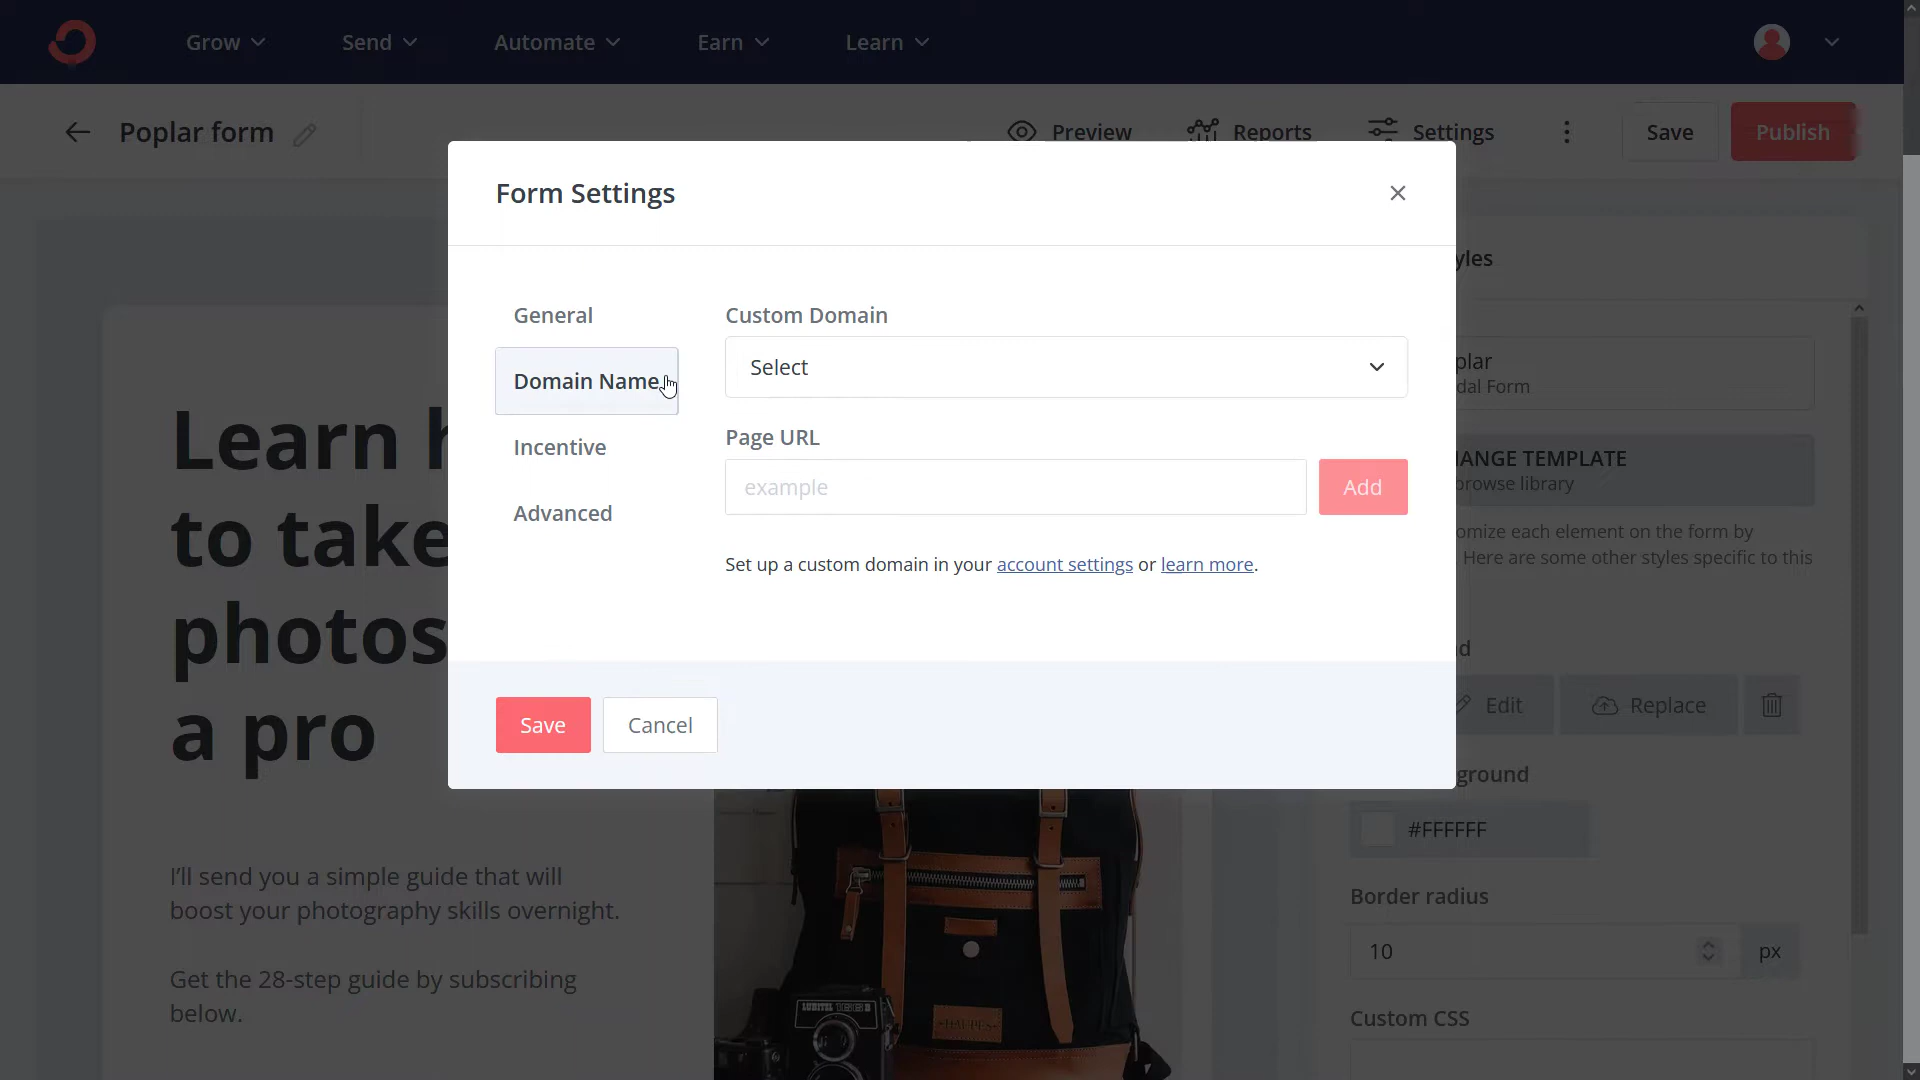 Grow
Send
Automate
Earn
Learn
Poplar form
Preview
Reports
Settings
Save
Publish
Form Settings
General
Domain Name
Incentive
Advanced
Custom Domain
Select
Page URL
example
Add
Set up a custom domain in your account settings or learn more.
Save
Cancel
Learn h
to take
photos
a pro
I'll send you a simple guide that will
boost your photography skills overnight.
Get the 28-step guide by subscribing
below.
yles
plar
dal Form
ANGE TEMPLATE
browse library
omize each element on the form by
Here are some other styles specific to this
d
Edit
Replace
ground
#FFFFFF
Border radius
10
px
Custom CSS